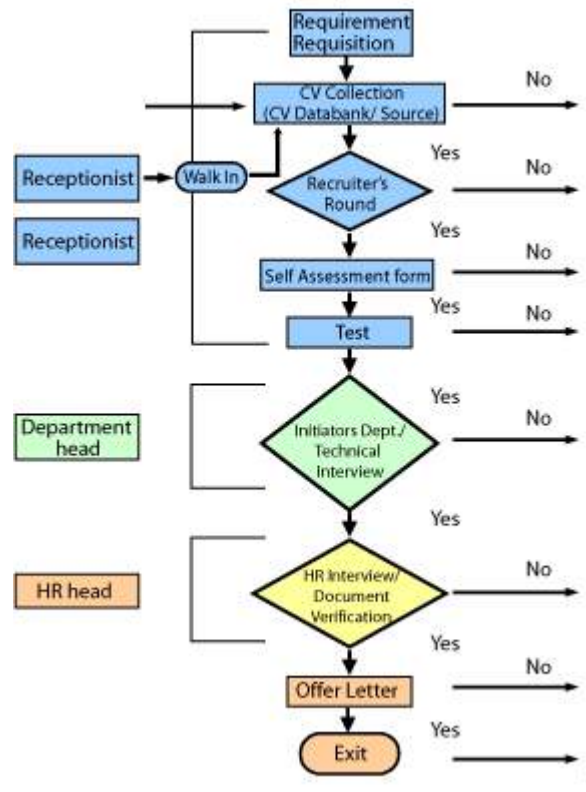 Requirement
Requisition
No
CV Collection
(CV Databank/ Source)
Yes
No
Receptionist
Walk In
Recruiter's
Round
Receptionist
Yes
No
Self Assessment form
Yes
No
Test
Yes
No
Department
head
Initiators Dept./
Technical
Interview
Yes
No
HR head
HR Interview/
Document
Verification
Yes
No
Offer Letter
Yes
Exit